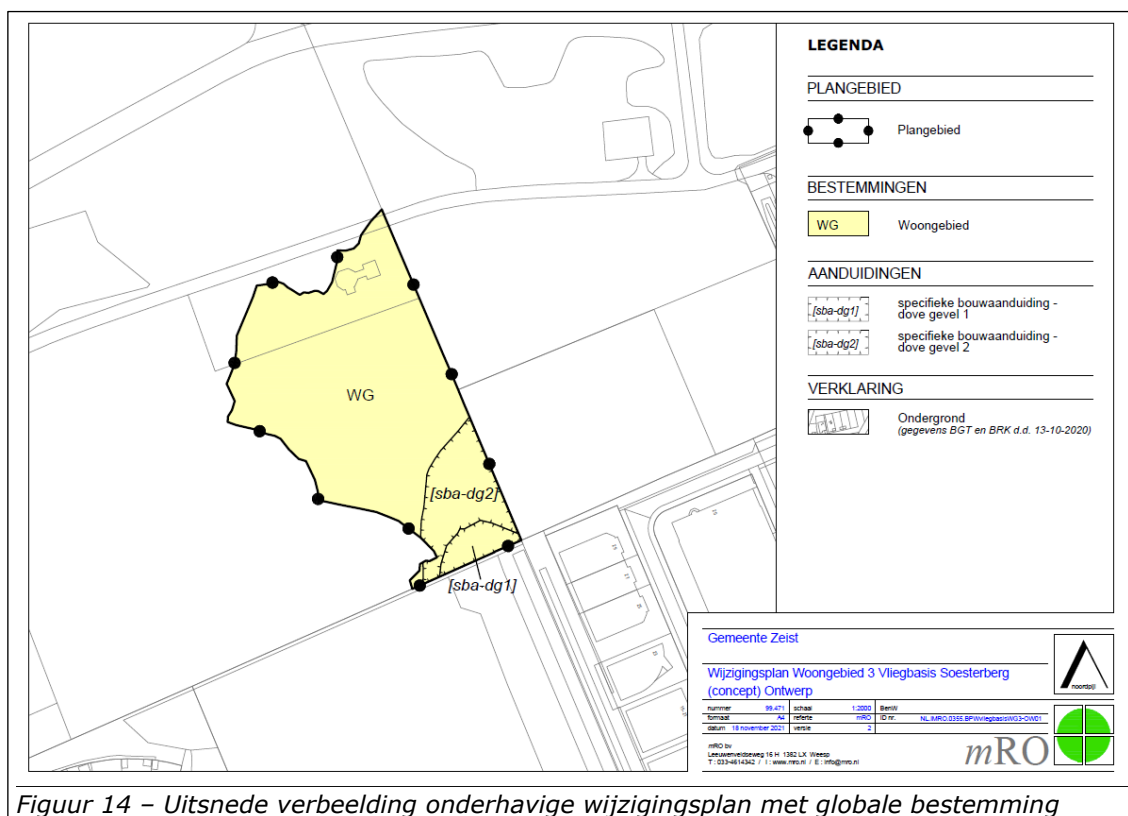 WG
[sba-dg2]
[sba-dg1]
LEGENDA
PLANGEBIED
Plangebied
BESTEMMINGEN
WG Woongebied
AANDUIDINGEN
[sba-dg1] specifieke bouwaanduiding -
dove gevel 1
[sba-dg2] specifieke bouwaanduiding -
dove gevel 2
VERKLARING
Ondergrond
(gegevens BGT en BRK d.d. 13-10-2020)
Gemeente Zeist
Wijzigingsplan Woongebied 3 Vliegbasis Soesterberg
(concept) Ontwerp
nummer 99.471 schaal 1:2000 BenW
formaat A4 referte mRO ID nr. NL.IMRO.0355.BPWvliegbasisWG3-OW01
datum 18 november 2021 versie 2
noordpijl
mRO bv
Leeuwenveldseweg 16 H 1382 LX Weesp
T : 033-4614342 / I : www.mro.nl / E : info@mro.nl
mRO
Figuur 14 – Uitsnede verbeelding onderhavige wijzigingsplan met globale bestemming